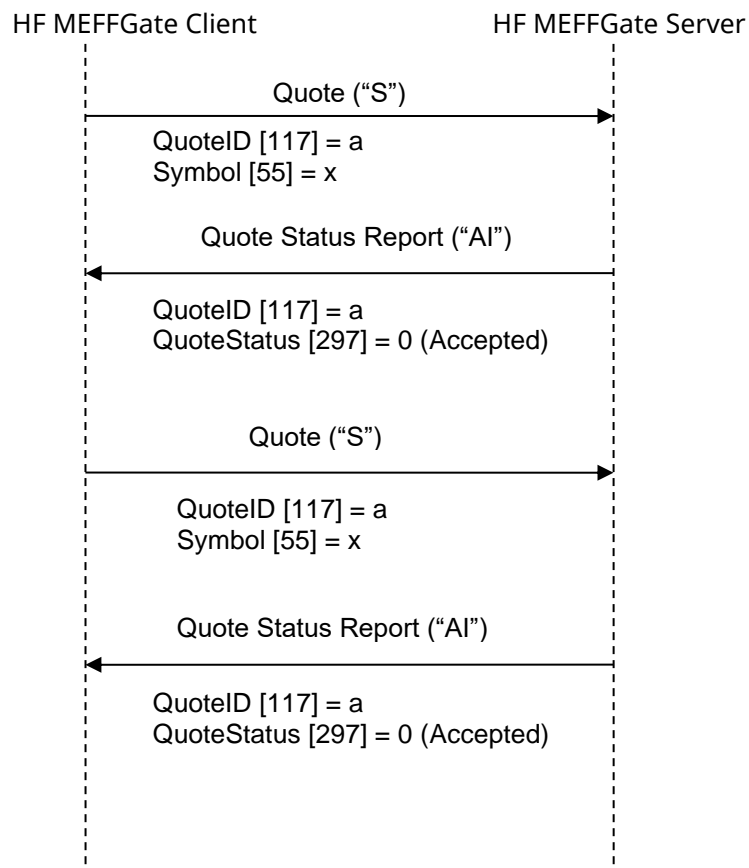 HF MEFFGate Client
HF MEFFGate Server
Quote (“S”)
QuoteID [117] = a
Symbol [55] = x
Quote Status Report (“AI”)
QuoteID [117] = a
QuoteStatus [297] = 0 (Accepted)
Quote (“S”)
QuoteID [117] = a
Symbol [55] = x
Quote Status Report (“AI”)
QuoteID [117] = a
QuoteStatus [297] = 0 (Accepted)